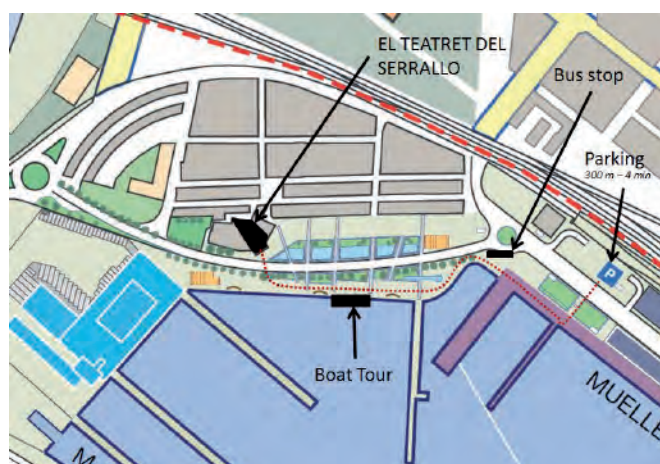 EL TEATRET DEL
SERRALLO
Bus stop
Parking
300 m – 4 min
P
Boat Tour
MUELLE